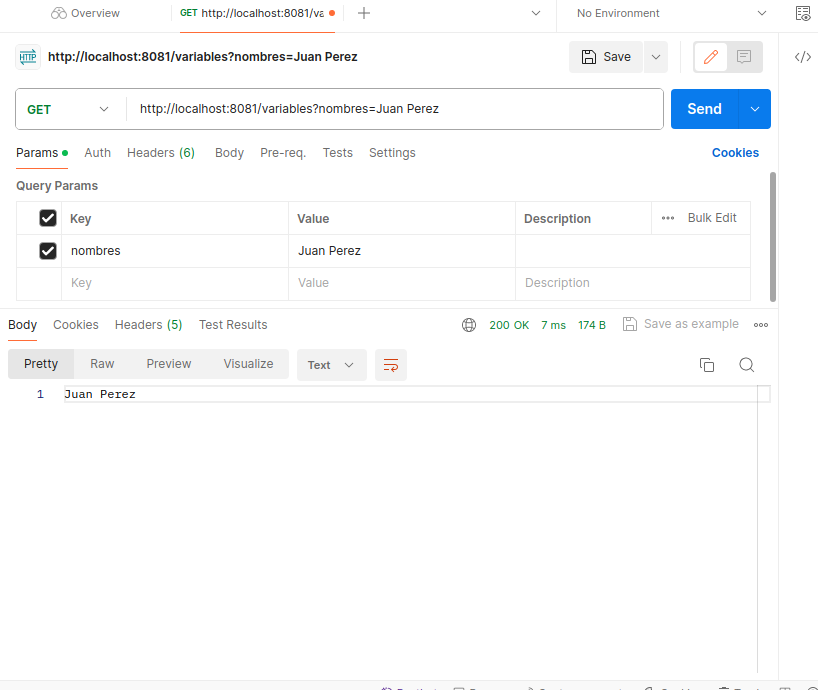 Overview GET http://localhost:8081/va No Environment
HTTP http://localhost:8081/variables?nombres=Juan Perez Save
GET http://localhost:8081/variables?nombres=Juan Perez Send
Params Auth Headers (6) Body Pre-req. Tests Settings Cookies
Query Params
Key Value Description Bulk Edit
nombres Juan Perez
Key Value Description
Body Cookies Headers (5) Test Results 200 OK 7 ms 174 B Save as example
Pretty Raw Preview Visualize Text
1 Juan Perez